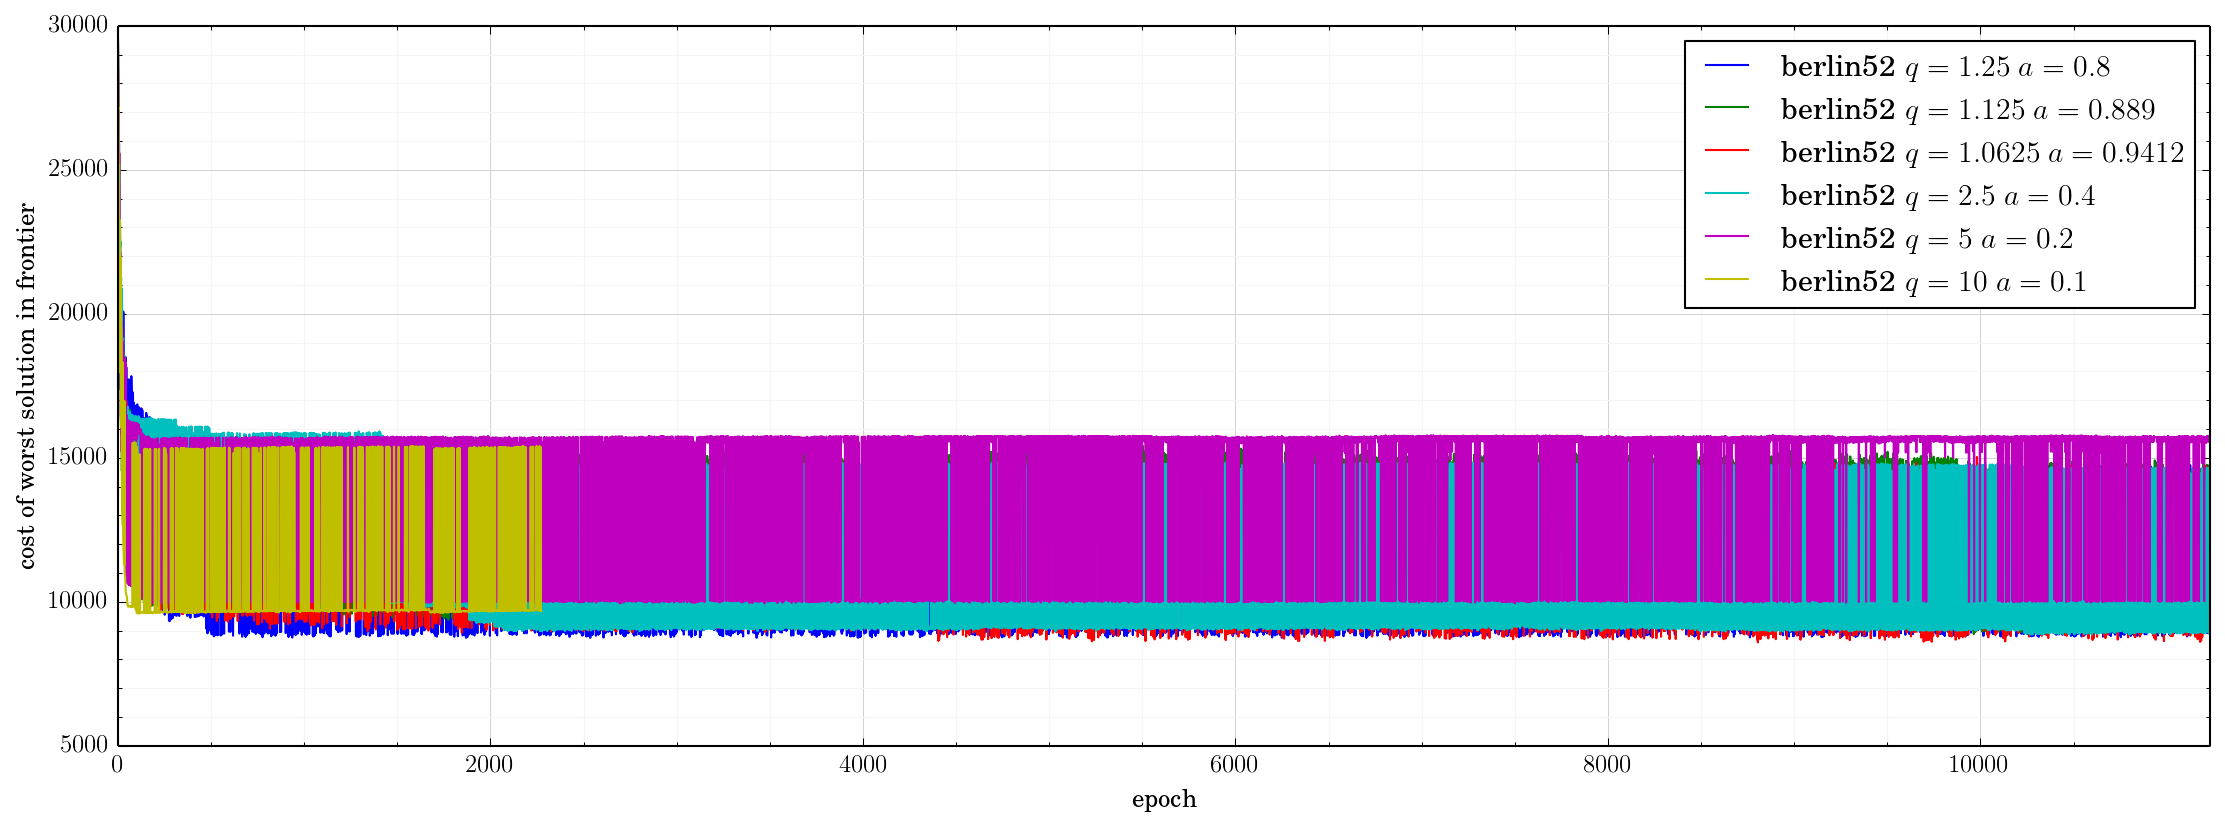 30000
25000
20000
15000
10000
5000
cost of worst solution in frontier
0 2000 4000 6000 8000 10000
epoch
berlin52 q = 1.25 a = 0.8
berlin52 q = 1.125 a = 0.889
berlin52 q = 1.0625 a = 0.9412
berlin52 q = 2.5 a = 0.4
berlin52 q = 5 a = 0.2
berlin52 q = 10 a = 0.1